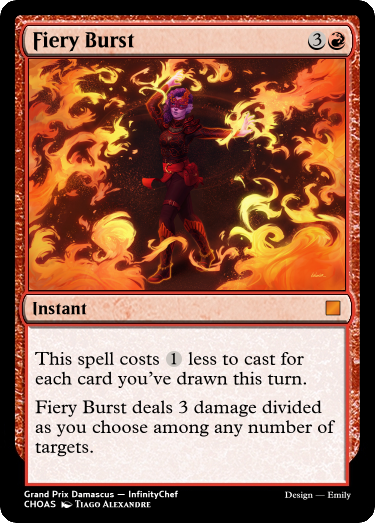 Fiery Burst 3
Instant
This spell costs 1 less to cast for
each card you've drawn this turn.
Fiery Burst deals 3 damage divided
as you choose among any number of
targets.
Grand Prix Damascus — InfinityChef
Design — Emily
CHOAS Tiago Alexandre